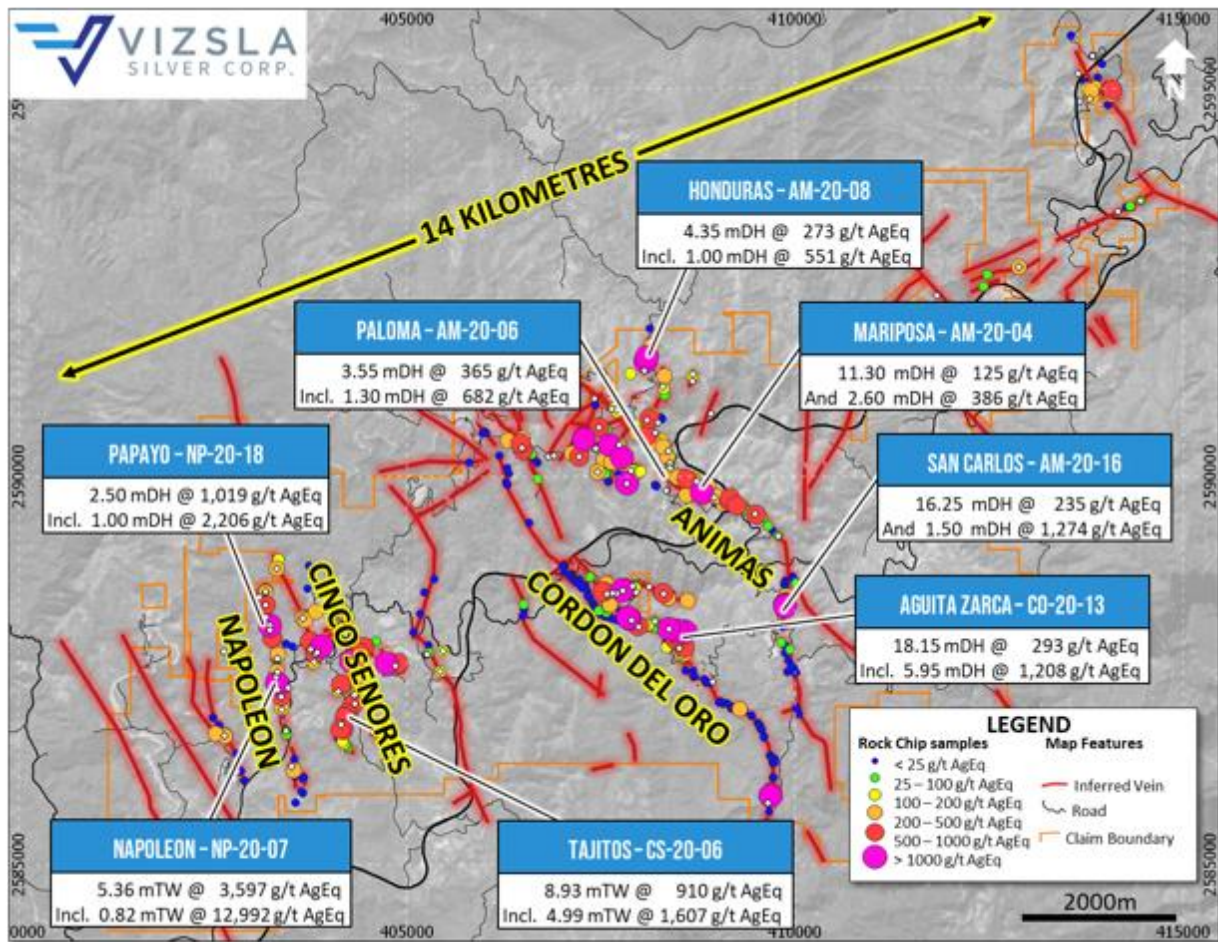 405000
410000
415000
VIZSLA
SILVER CORP.
N
2595000
14 KILOMETRES
HONDURAS – AM-20-08
4.35 mDH @ 273 g/t AgEq
Incl. 1.00 mDH @ 551 g/t AgEq
PALOMA – AM-20-06
3.55 mDH @ 365 g/t AgEq
Incl. 1.30 mDH @ 682 g/t AgEq
MARIPOSA – AM-20-04
11.30 mDH @ 125 g/t AgEq
And 2.60 mDH @ 386 g/t AgEq
PAPAYO – NP-20-18
2.50 mDH @ 1,019 g/t AgEq
Incl. 1.00 mDH @ 2,206 g/t AgEq
SAN CARLOS – AM-20-16
16.25 mDH @ 235 g/t AgEq
And 1.50 mDH @ 1,274 g/t AgEq
2590000
2590000
ANIMAS
CORDON DEL ORO
CINCO SENORES
NAPOLEON
AGUITA ZARCA – CO-20-13
18.15 mDH @ 293 g/t AgEq
Incl. 5.95 mDH @ 1,208 g/t AgEq
LEGEND
Rock Chip samples
< 25 g/t AgEq
25 – 100 g/t AgEq
100 – 200 g/t AgEq
200 – 500 g/t AgEq
500 – 1000 g/t AgEq
> 1000 g/t AgEq
Map Features
Inferred Vein
Road
Claim Boundary
NAPOLEON – NP-20-07
5.36 mTW @ 3,597 g/t AgEq
Incl. 0.82 mTW @ 12,992 g/t AgEq
TAJITOS – CS-20-06
8.93 mTW @ 910 g/t AgEq
Incl. 4.99 mTW @ 1,607 g/t AgEq
2585000
2585000
2000m
405000
410000
415000